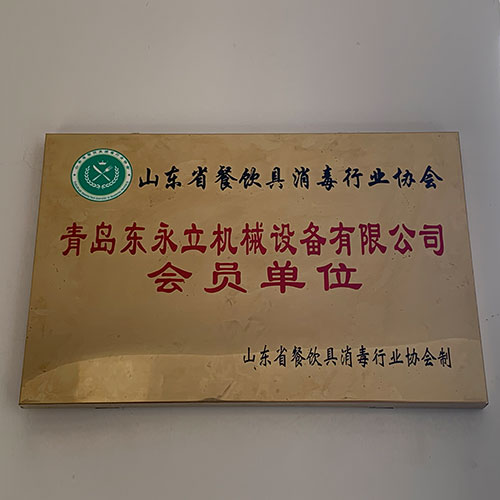 山东省餐饮具消毒行业协会
青岛东永立机械设备有限公司
会员单位
山东省餐饮具消毒行业协会制